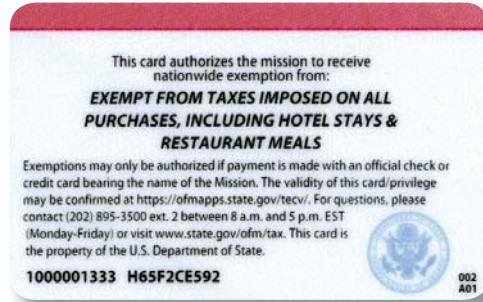 This card authorizes the mission to receive
nationwide exemption from:
EXEMPT FROM TAXES IMPOSED ON ALL
PURCHASES, INCLUDING HOTEL STAYS &
RESTAURANT MEALS
Exemptions may only be authorized if payment is made with an official check or
credit card bearing the name of the Mission. The validity of this card/privilege
may be confirmed at https://ofmapps.state.gov/tecv/. For questions, please
contact (202) 895-3500 ext. 2 between 8 a.m. and 5 p.m. EST
(Monday-Friday) or visit www.state.gov/ofm/tax. This card is
the property of the U.S. Department of State.
1000001333 H65F2CE592
002
A01